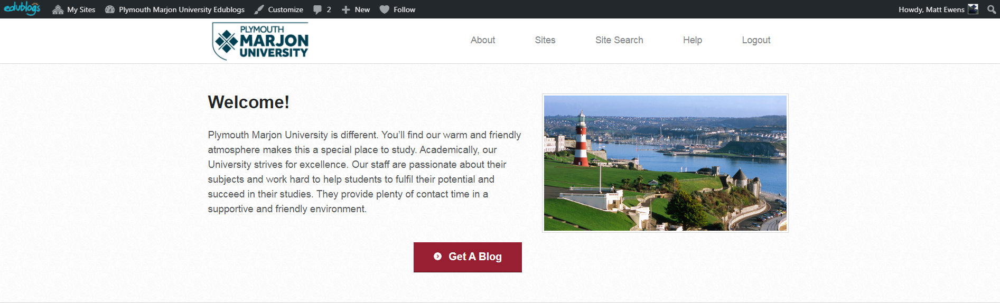 edublogs My Sites Plymouth Marjon University Edublogs Customize 2 New Follow Howdy, Matt Ewens
PLYMOUTH
MARJON
UNIVERSITY
About Sites Site Search Help Logout
Welcome!
Plymouth Marjon University is different. You’ll find our warm and friendly
atmosphere makes this a special place to study. Academically, our
University strives for excellence. Our staff are passionate about their
subjects and work hard to help students to fulfil their potential and
succeed in their studies. They provide plenty of contact time in a
supportive and friendly environment.
Get A Blog